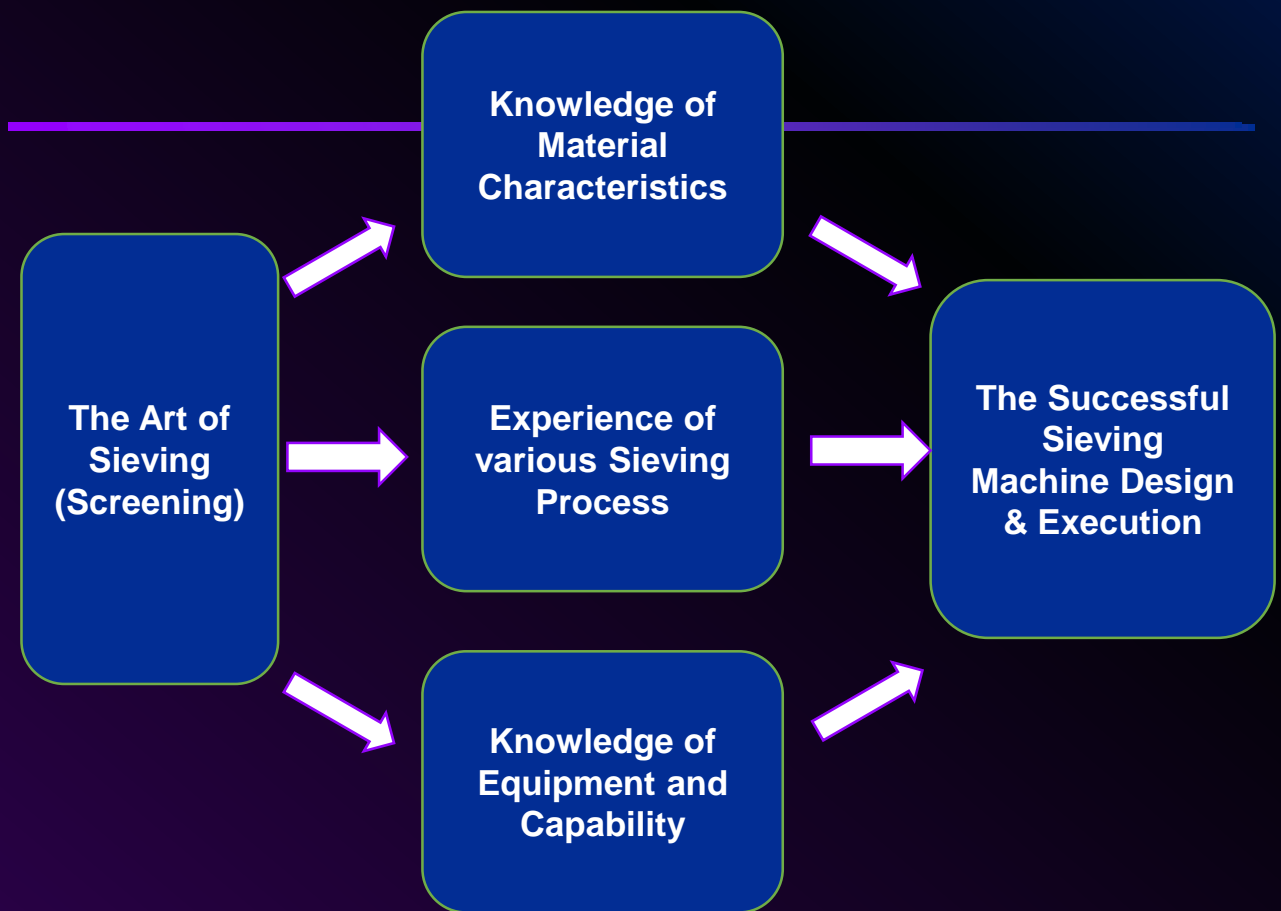 The Art of
Sieving
(Screening)
Knowledge of
Material
Characteristics
Experience of
various Sieving
Process
Knowledge of
Equipment and
Capability
The Successful
Sieving
Machine Design
& Execution